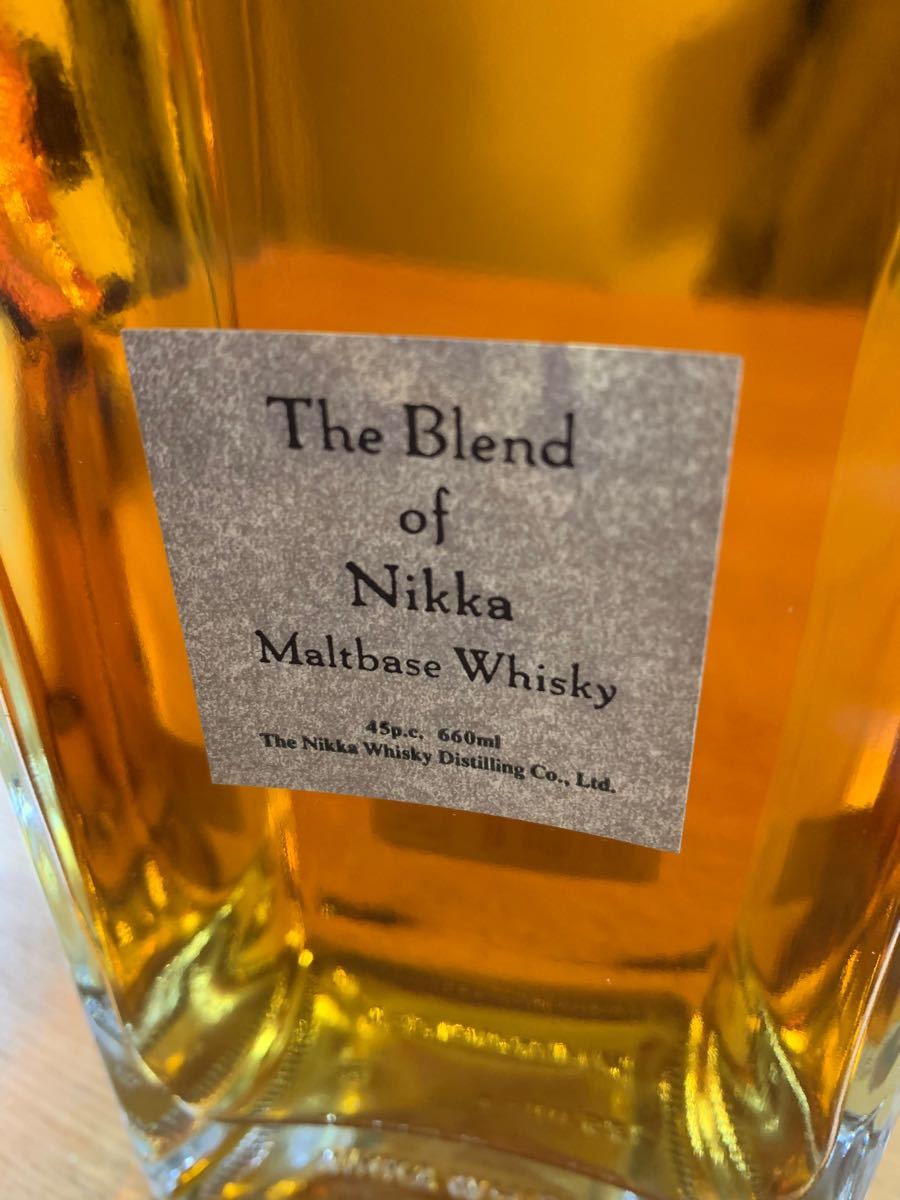 The Blend
of
Nikka
Maltbase Whisky
45p.c. 660ml
The Nikka Whisky Distilling Co., Ltd.